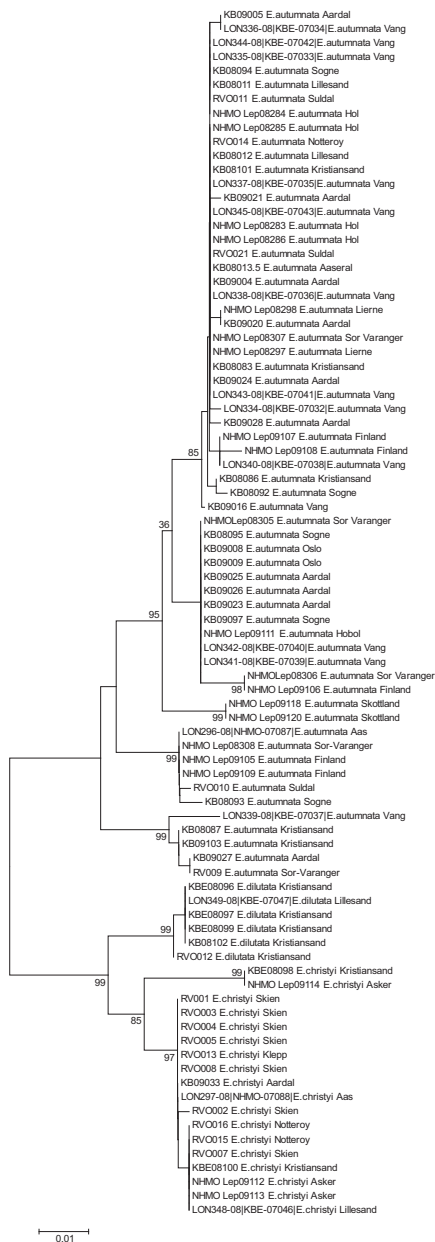 KB09005 E.autumnata Aardal
LON336-08|KBE-07034|E.autumnata Vang
LON344-08|KBE-07042|E.autumnata Vang
LON335-08|KBE-07033|E.autumnata Vang
KB08094 E.autumnata Sogne
KB08011 E.autumnata Lillesand
RVO011 E.autumnata Suldal
NHMO Lep08284 E.autumnata Hol
NHMO Lep08285 E.autumnata Hol
RVO014 E.autumnata Notteroy
KB08012 E.autumnata Lillesand
KB08101 E.autumnata Kristiansand
LON337-08|KBE-07035|E.autumnata Vang
KB09021 E.autumnata Aardal
LON345-08|KBE-07043|E.autumnata Vang
NHMO Lep08283 E.autumnata Hol
NHMO Lep08286 E.autumnata Hol
RVO021 E.autumnata Suldal
KB08013.5 E.autumnata Aaseral
KB09004 E.autumnata Aardal
LON338-08|KBE-07036|E.autumnata Vang
NHMO Lep08298 E.autumnata Lierne
KB09020 E.autumnata Aardal
NHMO Lep08307 E.autumnata Sor Varanger
NHMO Lep08297 E.autumnata Lierne
KB08083 E.autumnata Kristiansand
KB09024 E.autumnata Aardal
LON343-08|KBE-07041|E.autumnata Vang
LON334-08|KBE-07032|E.autumnata Vang
KB09028 E.autumnata Aardal
NHMO Lep09107 E.autumnata Finland
NHMO Lep09108 E.autumnata Finland
85
LON340-08|KBE-07038|E.autumnata Vang
KB08086 E.autumnata Kristiansand
KB08092 E.autumnata Sogne
KB09016 E.autumnata Vang
NHMOLep08305 E.autumnata Sor Varanger
36
KB08095 E.autumnata Sogne
KB09008 E.autumnata Oslo
KB09009 E.autumnata Oslo
KB09025 E.autumnata Aardal
KB09026 E.autumnata Aardal
KB09023 E.autumnata Aardal
95
KB09097 E.autumnata Sogne
NHMO Lep09111 E.autumnata Hobol
LON342-08|KBE-07040|E.autumnata Vang
LON341-08|KBE-07039|E.autumnata Vang
NHMOLep08306 E.autumnata Sor Varanger
98 NHMO Lep09106 E.autumnata Finland
NHMO Lep09118 E.autumnata Skottland
99 NHMO Lep09120 E.autumnata Skottland
LON296-08|NHMO-07087|E.autumnata Aas
NHMO Lep08308 E.autumnata Sor-Varanger
99 NHMO Lep09105 E.autumnata Finland
NHMO Lep09109 E.autumnata Finland
RVO010 E.autumnata Suldal
KB08093 E.autumnata Sogne
LON339-08|KBE-07037|E.autumnata Vang
99 KB08087 E.autumnata Kristiansand
KB09103 E.autumnata Kristiansand
KB09027 E.autumnata Aardal
RV009 E.autumnata Sor-Varanger
KBE08096 E.dilutata Kristiansand
LON349-08|KBE-07047|E.dilutata Lillesand
KBE08097 E.dilutata Kristiansand
99 KBE08099 E.dilutata Kristiansand
KB08102 E.dilutata Kristiansand
RVO012 E.dilutata Kristiansand
99
99 KBE08098 E.christyi Kristiansand
NHMO Lep09114 E.christyi Asker
RV001 E.christyi Skien
85
RVO003 E.christyi Skien
RVO004 E.christyi Skien
RVO005 E.christyi Skien
97 RVO013 E.christyi Klepp
RVO008 E.christyi Skien
KB09033 E.christyi Aardal
LON297-08|NHMO-07088|E.christyi Aas
RVO002 E.christyi Skien
RVO016 E.christyi Notteroy
RVO015 E.christyi Notteroy
RVO007 E.christyi Skien
KBE08100 E.christyi Kristiansand
NHMO Lep09112 E.christyi Asker
NHMO Lep09113 E.christyi Asker
LON348-08|KBE-07046|E.christyi Lillesand
0.01